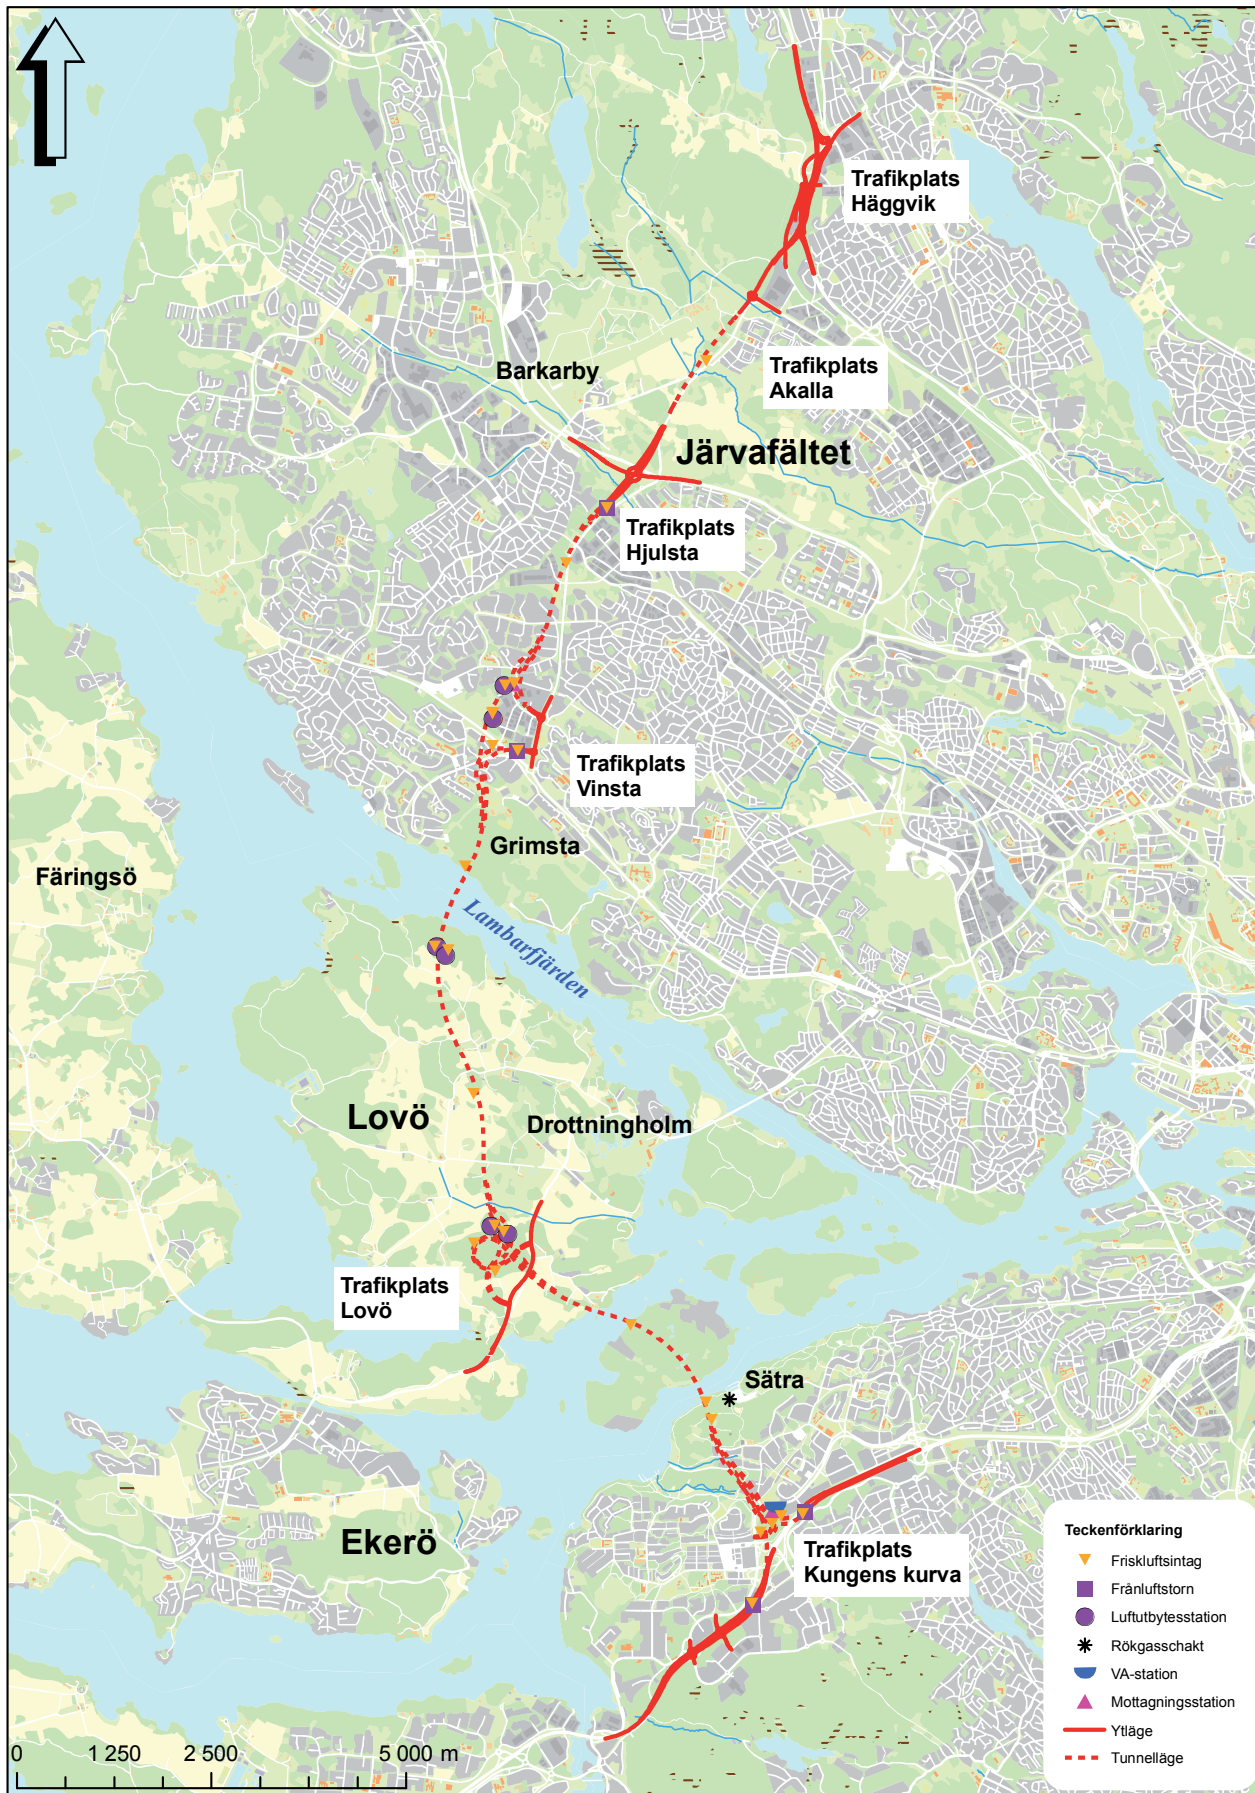 Trafikplats
Häggvik
Barkarby
Trafikplats
Akalla
Järvafältet
Trafikplats
Hjulsta
Trafikplats
Vinsta
Grimsta
Färingsö
Lambarfjärden
Lovö
Drottningholm
Trafikplats
Lovö
Sätra
Ekerö
Trafikplats
Kungens kurva
Teckenförklaring
Friskluftsintag
Frånluftstorn
Luftutbytesstation
Rökgasschakt
VA-station
Mottagningsstation
Ytläge
Tunnelläge
0 1 250 2 500 5 000 m